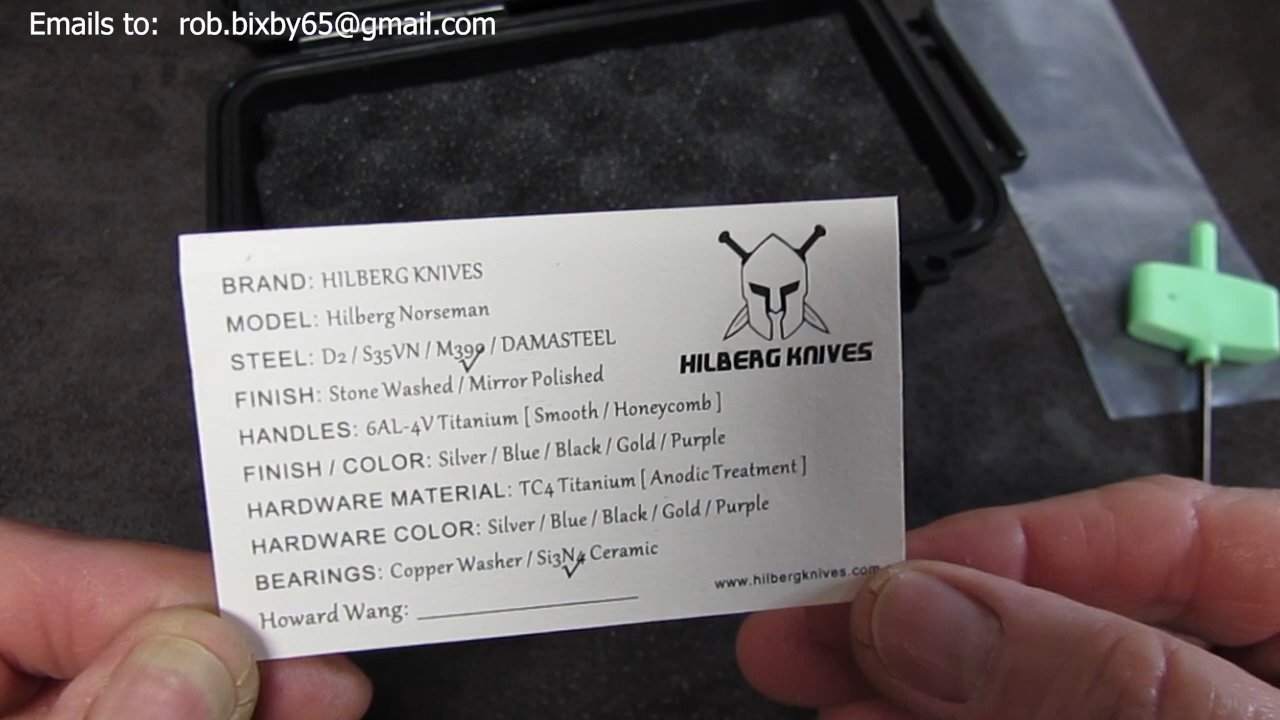 Emails to: rob.bixby65@gmail.com
BRAND: HILBERG KNIVES
MODEL: Hilberg Norseman
STEEL: D2 / S35VN / M390 / DAMASTEEL
FINISH: Stone Washed / Mirror Polished
HANDLES: 6AL-4V Titanium [ Smooth / Honeycomb ]
FINISH / COLOR: Silver / Blue / Black / Gold / Purple
HARDWARE MATERIAL: TC4 Titanium [ Anodic Treatment ]
HARDWARE COLOR: Silver / Blue / Black / Gold / Purple
BEARINGS: Copper Washer / Si3N4 Ceramic
Howard Wang:
HILBERG KNIVES
www.hilbergknives.com